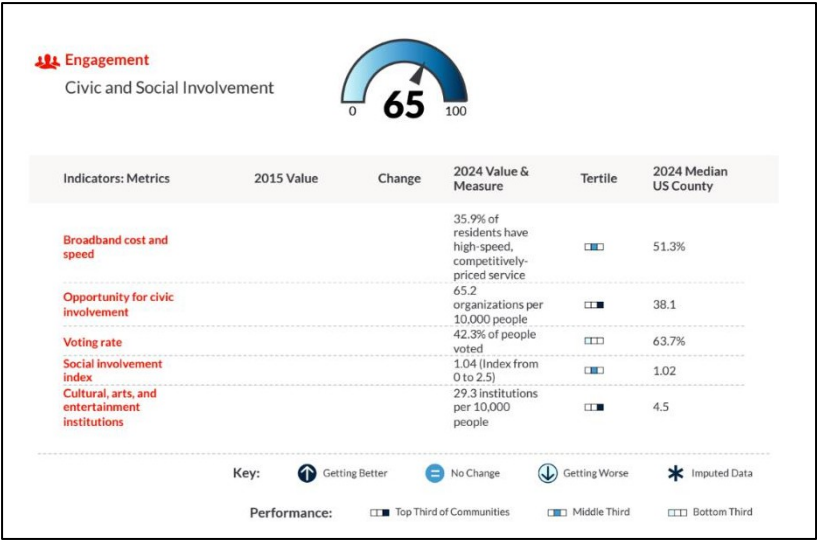 Engagement
Civic and Social Involvement
0
65
100
Indicators: Metrics
2015 Value
Change
2024 Value &
Measure
Tertile
2024 Median
US County
Broadband cost and
speed
35.9% of
residents have
high-speed,
competitively-
priced service
51.3%
Opportunity for civic
involvement
65.2
organizations per
10,000 people
38.1
Voting rate
42.3% of people
voted
63.7%
Social involvement
index
1.04 (Index from
0 to 2.5)
1.02
Cultural, arts, and
entertainment
institutions
29.3 institutions
per 10,000
people
4.5
Key:
Getting Better
No Change
Getting Worse
Imputed Data
Performance:
Top Third of Communities
Middle Third
Bottom Third